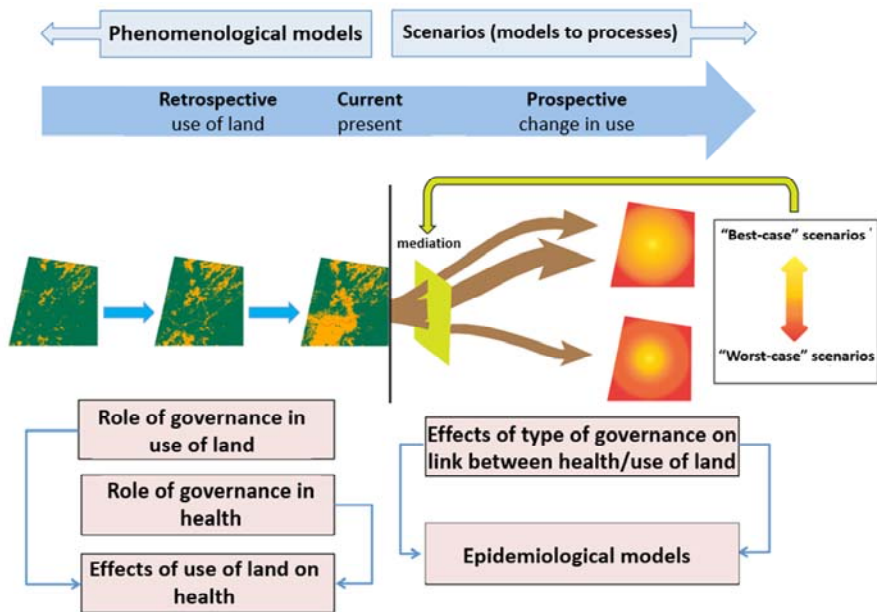 Phenomenological models
Scenarios (models to processes)
Retrospective
use of land
Current
present
Prospective
change in use
mediation
“Best-case” scenarios '
“Worst-case” scenarios
Role of governance in
use of land
Role of governance in
health
Effects of use of land on
health
Effects of type of governance on
link between health/use of land
Epidemiological models